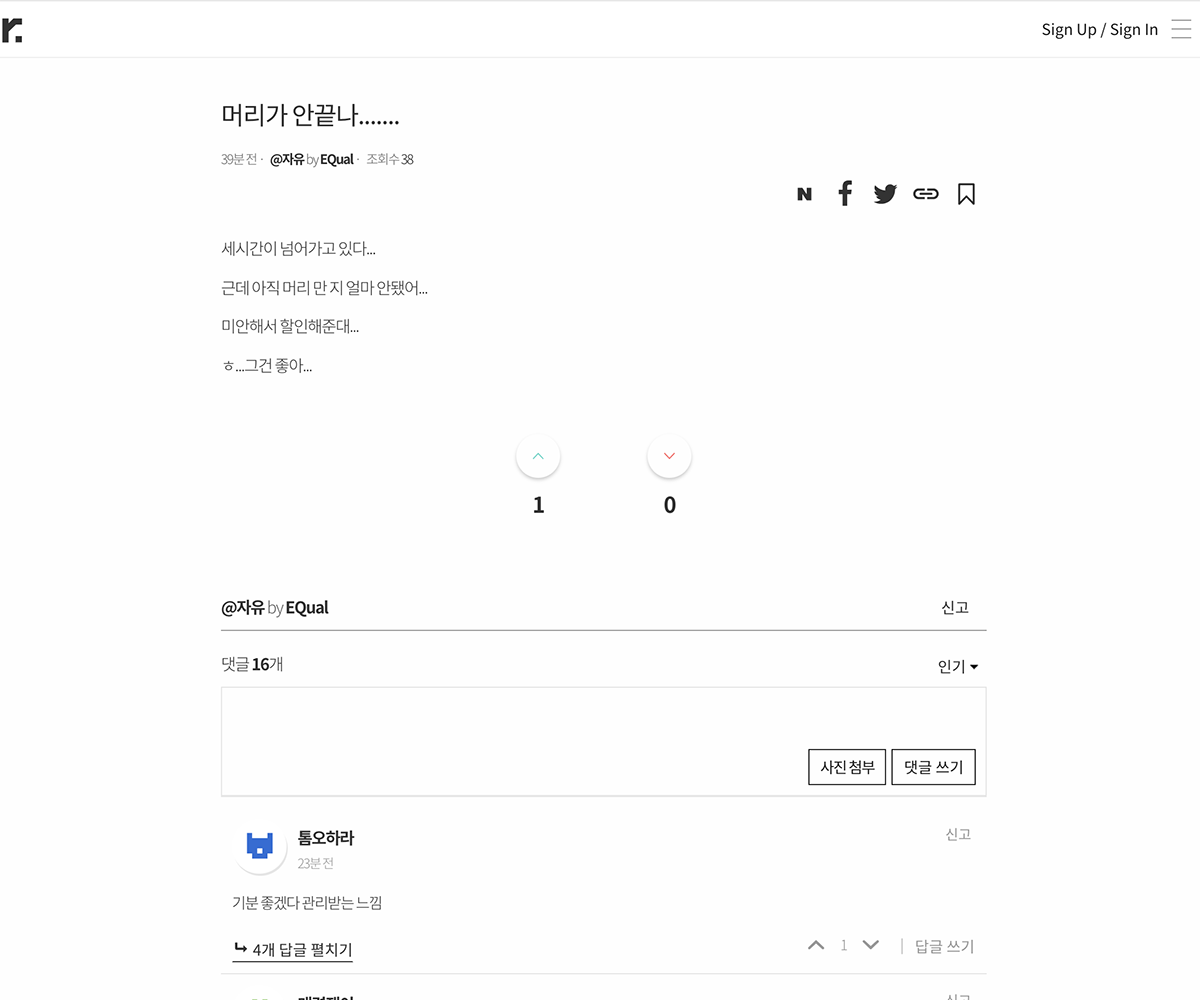 r.
Sign Up / Sign In
머리가 안끝나.......
39분 전 · @자유 by EQual · 조회수 38
N
세시간이 넘어가고 있다...
근데 아직 머리 만 지 얼마 안됐어...
미안해서 할인해준대...
ㅎ...그건 좋아...
1 0
@자유 by EQual 신고
댓글 16개 인기
사진 첨부 댓글 쓰기
톰오하라 신고
23분 전
기분 좋겠다 관리받는 느낌
4개 답글 펼치기 1 | 답글 쓰기